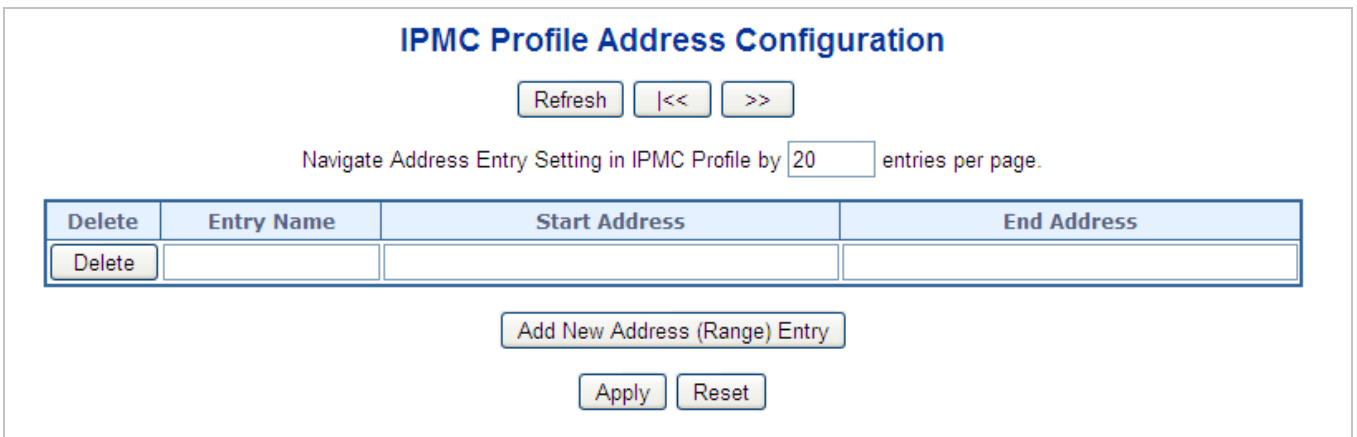 IPMC Profile Address Configuration
Refresh |<< >>
Navigate Address Entry Setting in IPMC Profile by 20 entries per page.
Delete Entry Name Start Address End Address
Delete
Add New Address (Range) Entry
Apply Reset